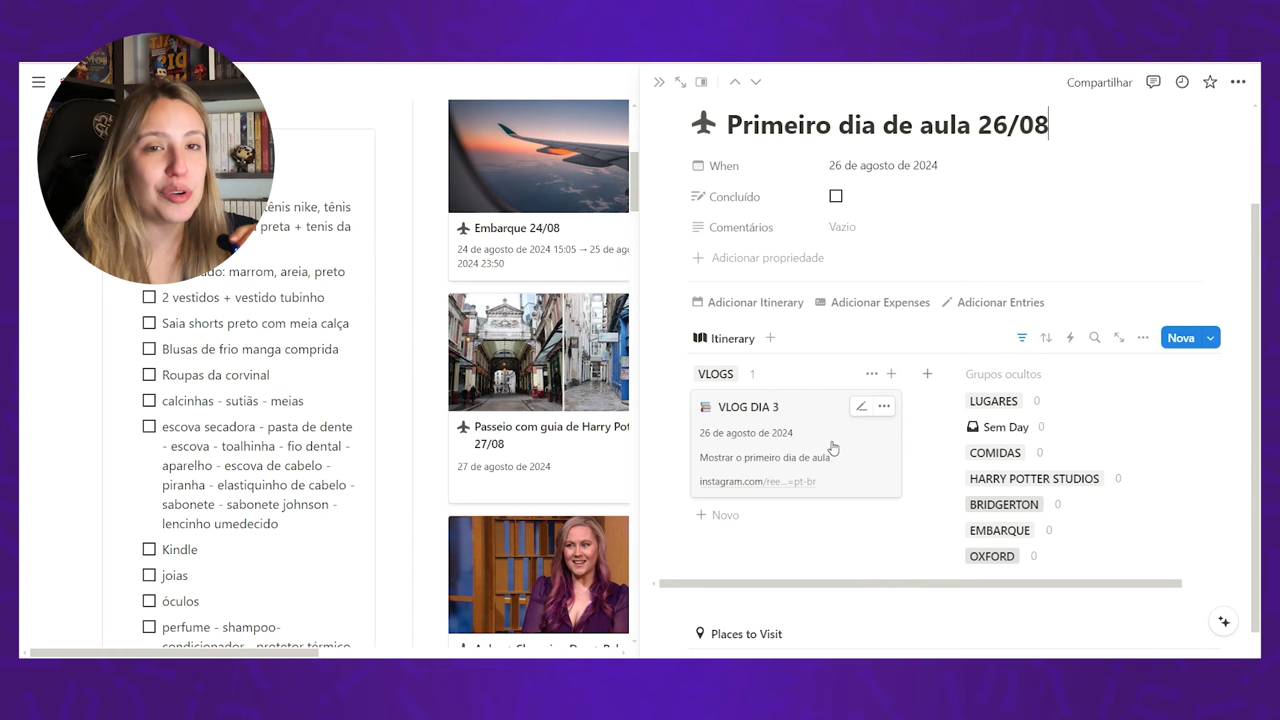 tênis nike, tênis
preta + tenis da
marrom, areia, preto
2 vestidos + vestido tubinho
Saia shorts preto com meia calça
Blusas de frio manga comprida
Roupas da corvinal
calcinhas - sutiãs - meias
escova secadora - pasta de dente
- escova - toalhinha - fio dental -
aparelho - escova de cabelo -
piranha - elastiquinho de cabelo -
sabonete - sabonete johnson -
lencinho umedecido
Kindle
joias
óculos
perfume - shampoo-
condicionador - protetor térmico
Embarque 24/08
24 de agosto de 2024 15:05 → 25 de ago
2024 23:50
Passeio com guia de Harry Pot
27/08
27 de agosto de 2024
Compartilhar
Primeiro dia de aula 26/08
When
26 de agosto de 2024
Concluído
Comentários
Vazio
Adicionar propriedade
Adicionar Itinerary
Adicionar Expenses
Adicionar Entries
Itinerary
Nova
VLOGS 1
VLOG DIA 3
26 de agosto de 2024
Mostrar o primeiro dia de aula
instagram.com/ree...=pt-br
Novo
Grupos ocultos
LUGARES 0
Sem Day 0
COMIDAS 0
HARRY POTTER STUDIOS 0
BRIDGERTON 0
EMBARQUE 0
OXFORD 0
Places to Visit